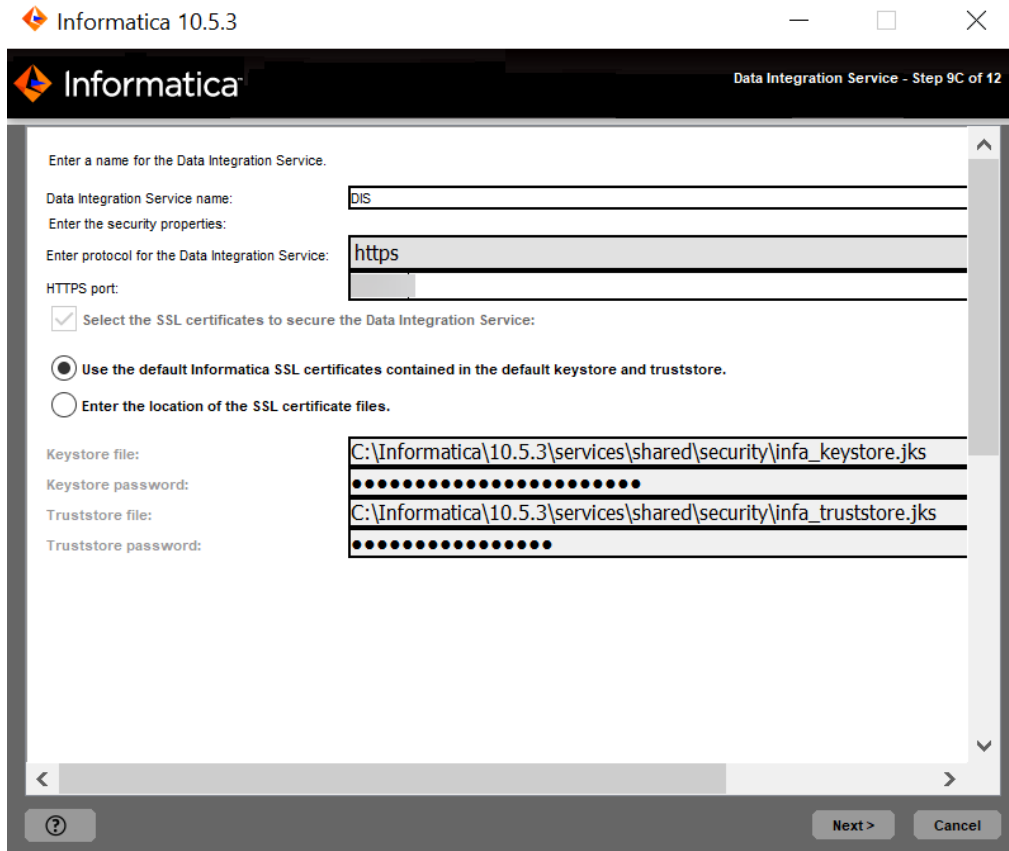 Informatica 10.5.3
Informatica
Data Integration Service - Step 9C of 12
Enter a name for the Data Integration Service.
Data Integration Service name: DIS
Enter the security properties:
Enter protocol for the Data Integration Service: https
HTTPS port:
Select the SSL certificates to secure the Data Integration Service:
Use the default Informatica SSL certificates contained in the default keystore and truststore.
Enter the location of the SSL certificate files.
Keystore file: C:\Informatica\10.5.3\services\shared\security\infa_keystore.jks
Keystore password: ●●●●●●●●●●●●●●●●●●●●●●●
Truststore file: C:\Informatica\10.5.3\services\shared\security\infa_truststore.jks
Truststore password: ●●●●●●●●●●●●●●●●
? Next > Cancel